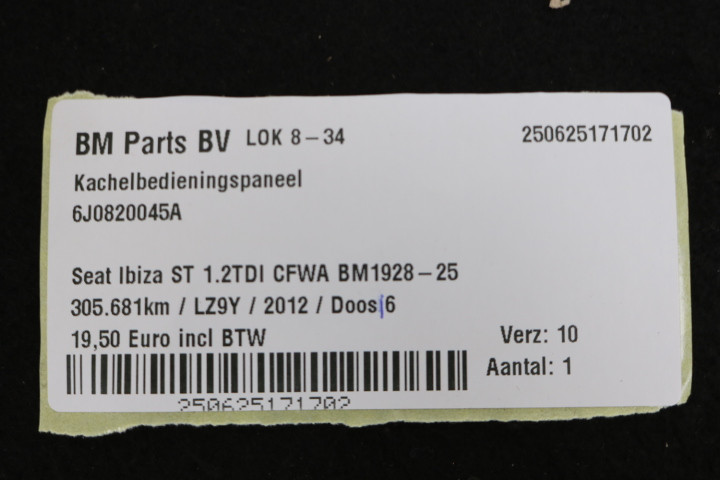 BM Parts BV LOK 8-34 250625171702
Kachelbedieningspaneel
6J0820045A
Seat Ibiza ST 1.2TDI CFWA BM1928-25
305.681km / LZ9Y / 2012 / Doos 6
19,50 Euro incl BTW Verz: 10
Aantal: 1
250625171702